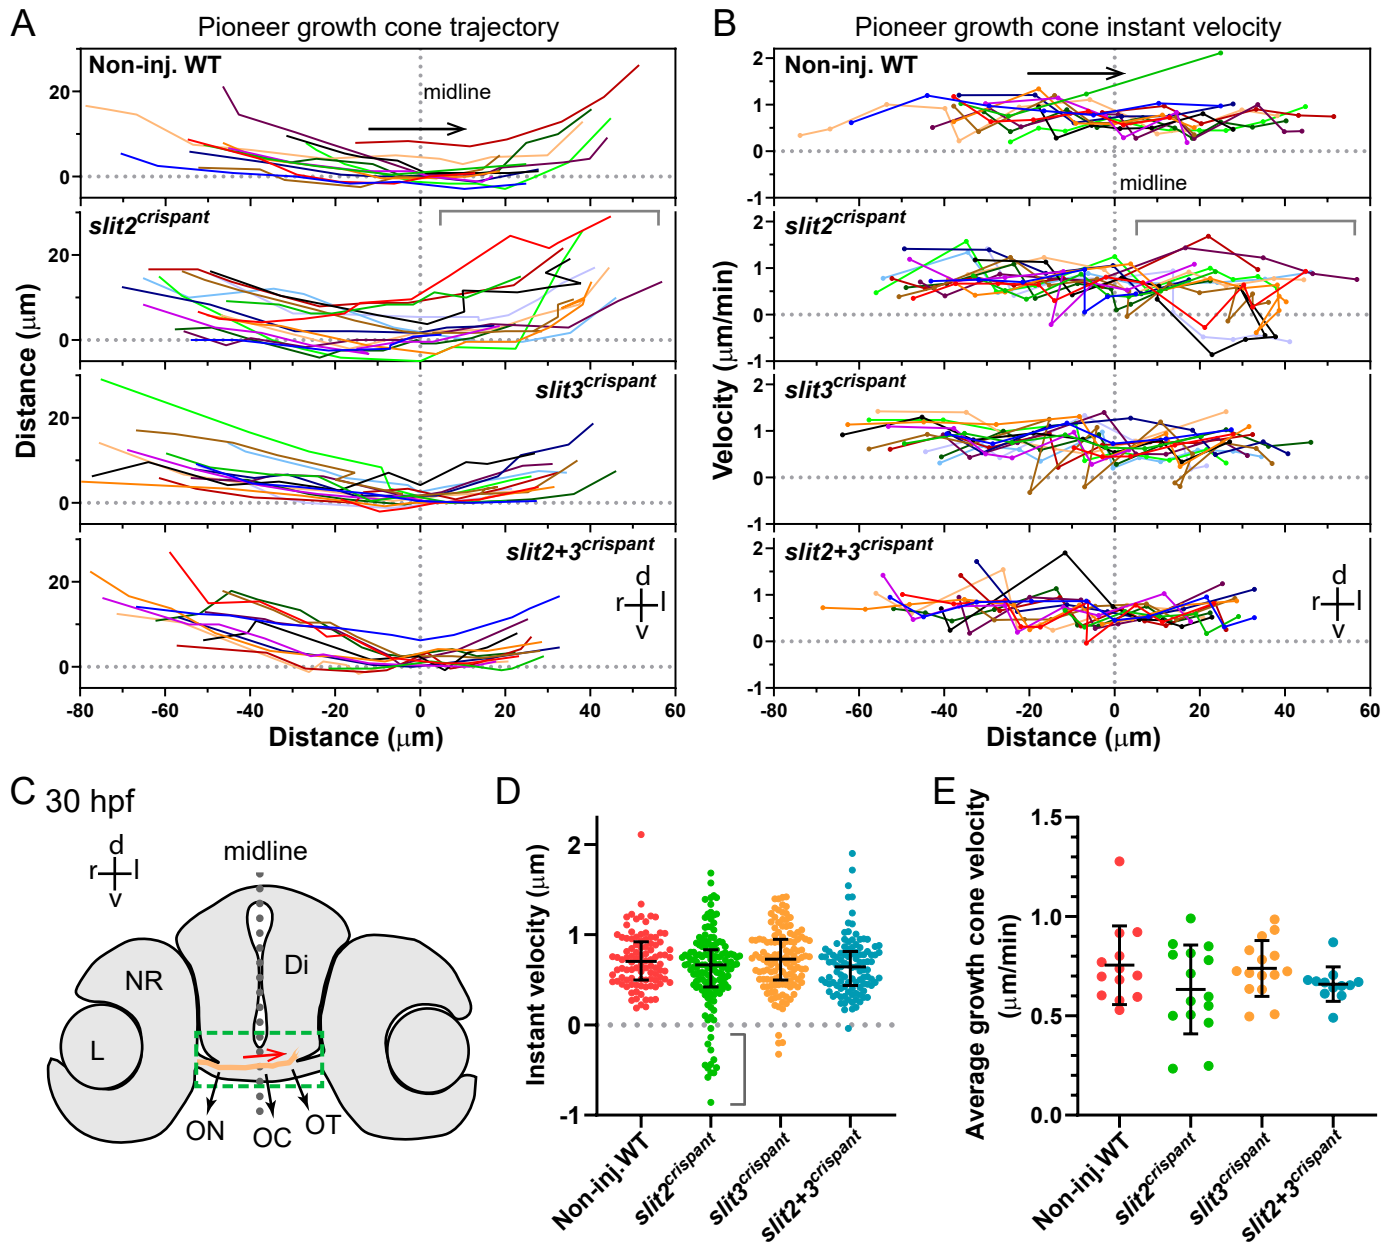 A
Pioneer growth cone trajectory
Non-inj. WT
midline
20
0
slit2crispant
20
0
slit3crispant
20
0
slit2+3crispant
d
r l
v
20
0
-80 -60 -40 -20 0 20 40 60
Distance (μm)
Distance (μm)
B
Pioneer growth cone instant velocity
Non-inj. WT
midline
2
1
0
-1
slit2crispant
2
1
0
-1
slit3crispant
2
1
0
-1
slit2+3crispant
d
r l
v
2
1
0
-1
-80 -60 -40 -20 0 20 40 60
Distance (μm)
Velocity (μm/min)
C
30 hpf
d
r l
v
midline
NR
Di
L
ON
OC
OT
D
Instant velocity (μm)
2
1
0
-1
Non-inj.WT
slit2crispant
slit3crispant
slit2+3crispant
E
Average growth cone velocity
(μm/min)
1.5
1.0
0.5
0.0
Non-inj.WT
slit2crispant
slit3crispant
slit2+3crispant